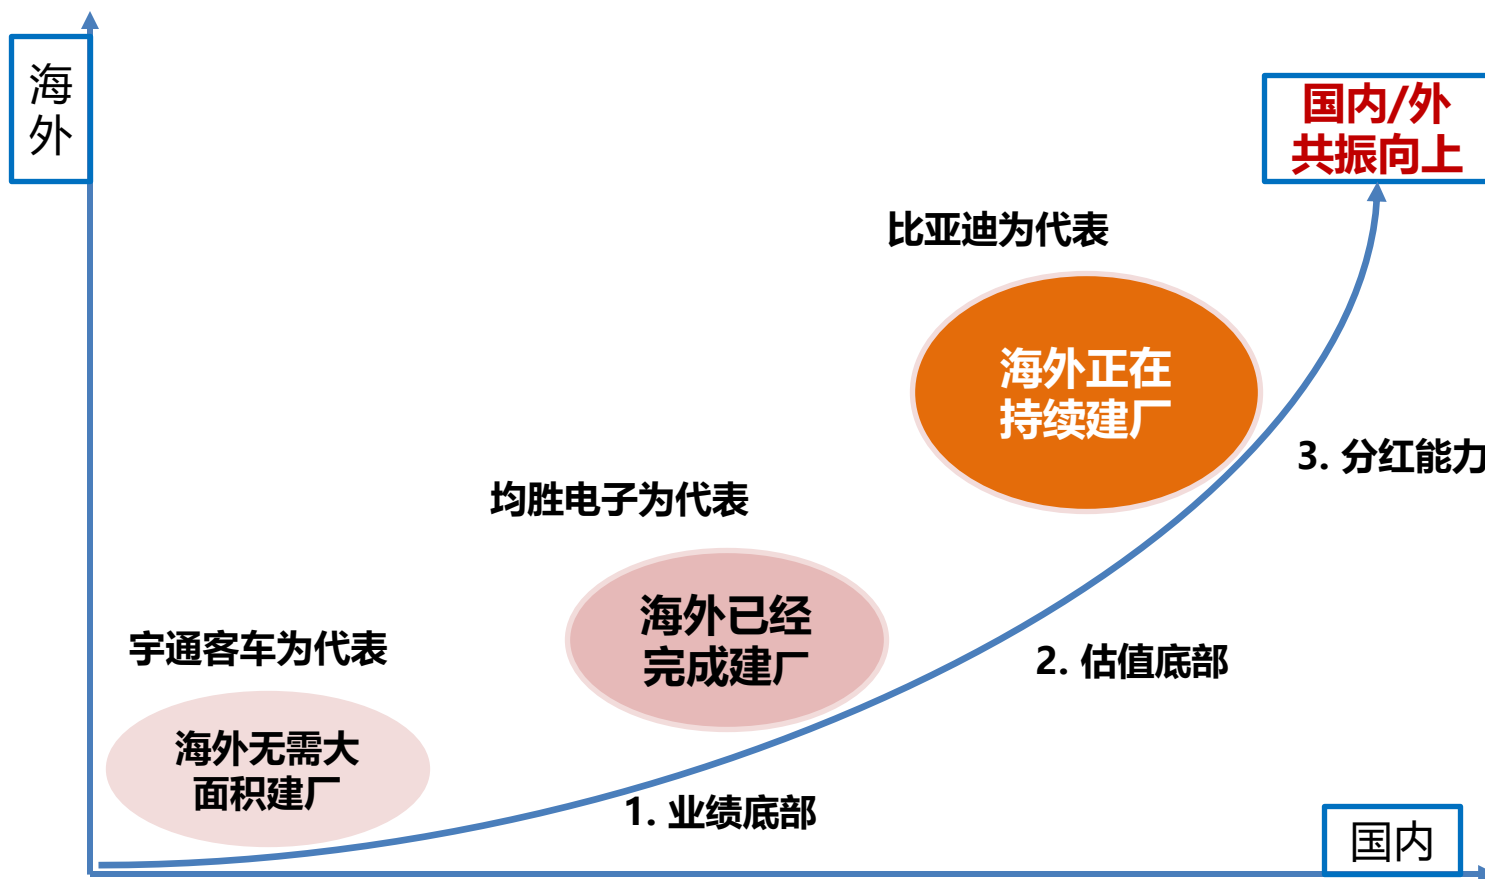 海
外
国内/外
共振向上
比亚迪为代表
海外正在
持续建厂
3. 分红能力
均胜电子为代表
海外已经
完成建厂
宇通客车为代表
2. 估值底部
海外无需大
面积建厂
1. 业绩底部
国内